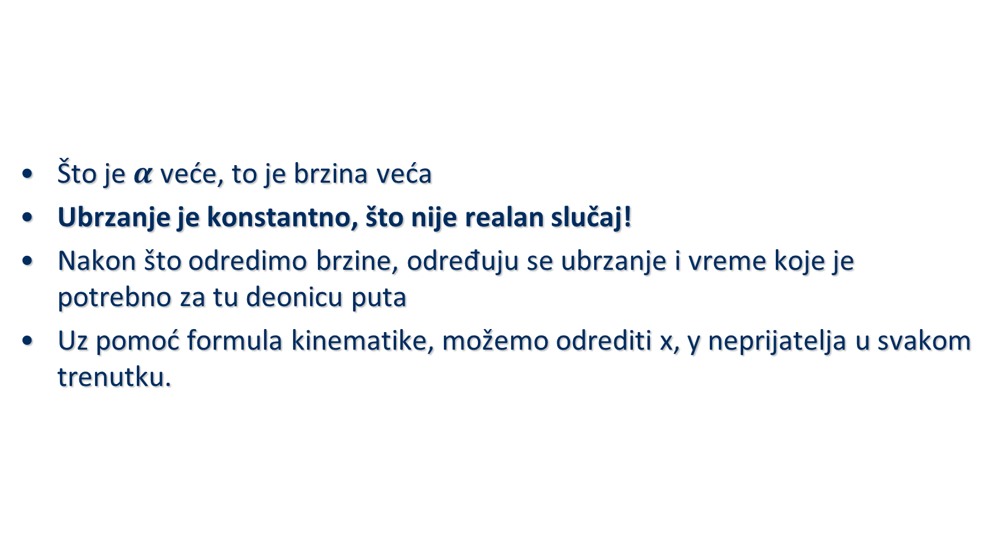 • Što je 𝜶 veće, to je brzina veća
• Ubrzanje je konstantno, što nije realan slučaj!
• Nakon što odredimo brzine, određuju se ubrzanje i vreme koje je
potrebno za tu deonicu puta
• Uz pomoć formula kinematike, možemo odrediti x, y neprijatelja u svakom
trenutku.